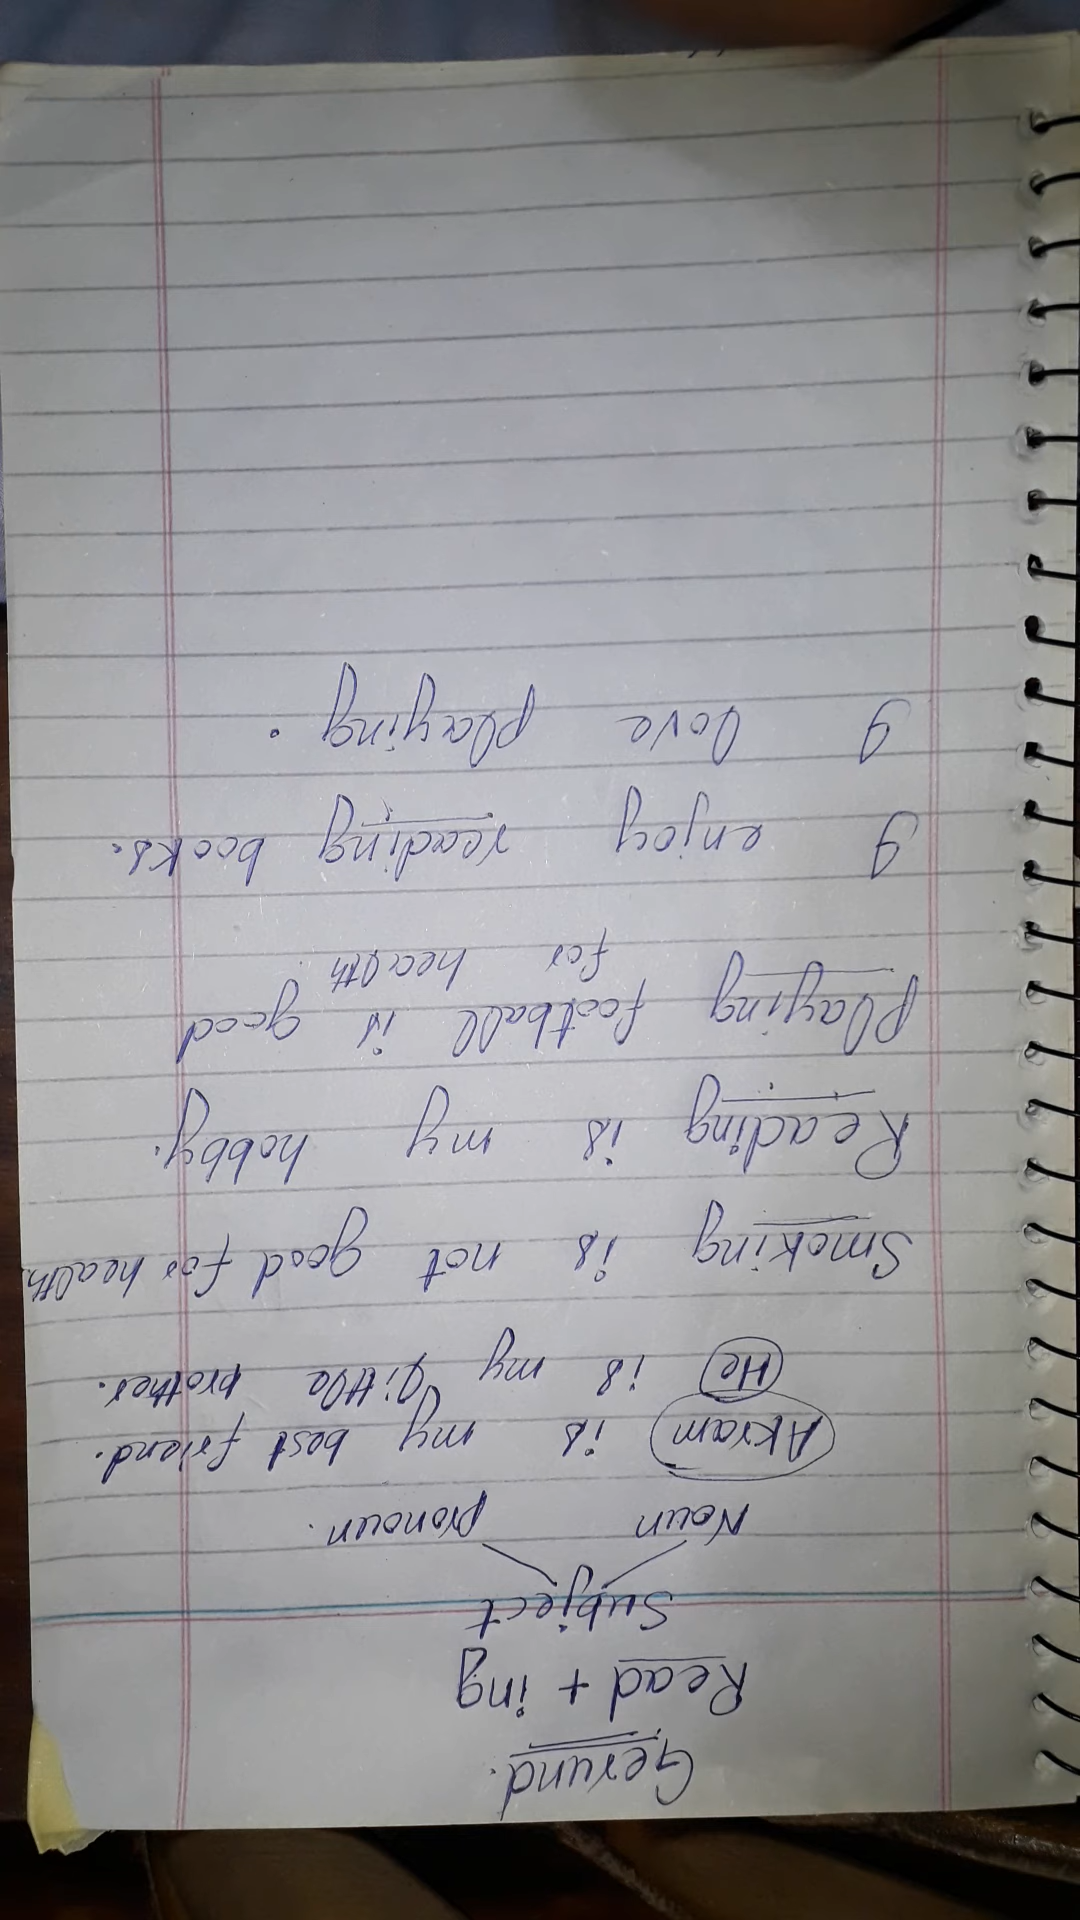 Gerund.
Read + ing
Subject
Noun pronoun.
Akram is my best friend.
He is my little brother.
Smoking is not good for health.
Reading is my hobby.
Playing football is good
for health
I enjoy reading books.
I love playing.